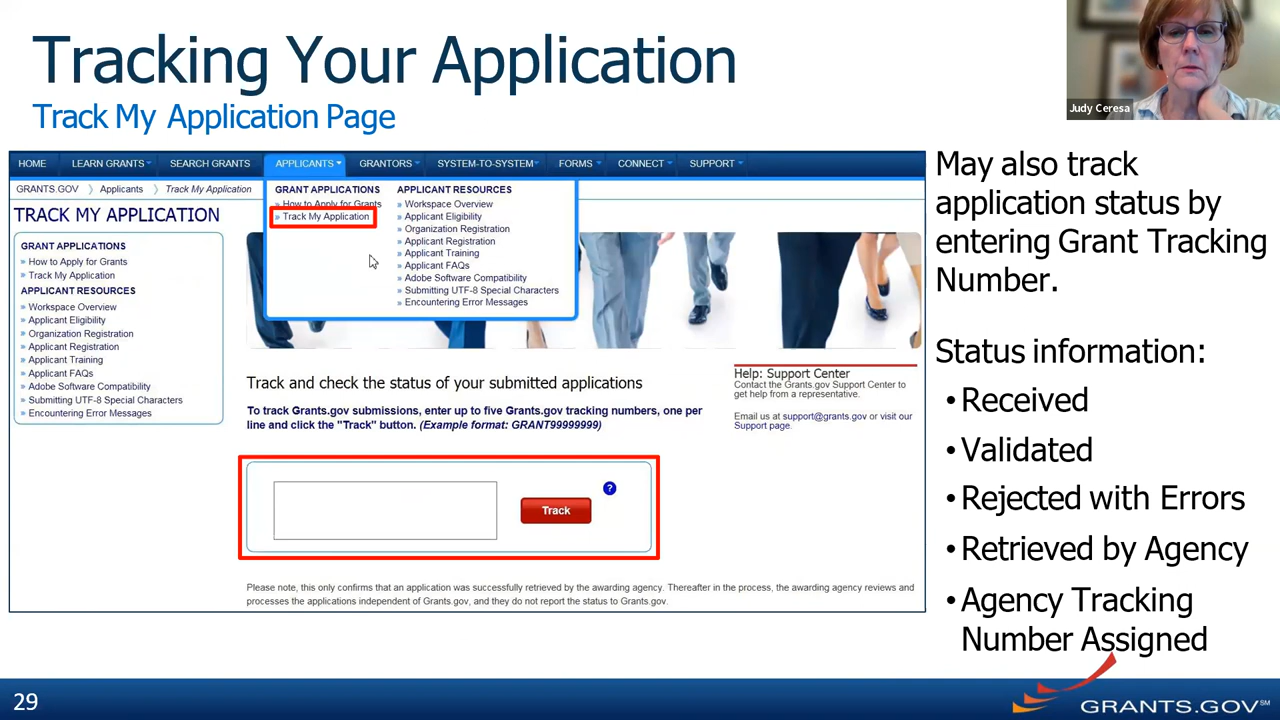 Tracking Your Application
Track My Application Page
Judy Ceresa
HOME LEARN GRANTS SEARCH GRANTS APPLICANTS GRANTORS SYSTEM-TO-SYSTEM FORMS CONNECT SUPPORT
GRANTS.GOV Applicants Track My Application
TRACK MY APPLICATION
GRANT APPLICATIONS
» How to Apply for Grants
» Track My Application
APPLICANT RESOURCES
» Workspace Overview
» Applicant Eligibility
» Organization Registration
» Applicant Registration
» Applicant Training
» Applicant FAQs
» Adobe Software Compatibility
» Submitting UTF-8 Special Characters
» Encountering Error Messages
GRANT APPLICATIONS
» How to Apply for Grants
» Track My Application
APPLICANT RESOURCES
» Workspace Overview
» Applicant Eligibility
» Organization Registration
» Applicant Registration
» Applicant Training
» Applicant FAQs
» Adobe Software Compatibility
» Submitting UTF-8 Special Characters
» Encountering Error Messages
Track and check the status of your submitted applications
To track Grants.gov submissions, enter up to five Grants.gov tracking numbers, one per
line and click the "Track" button. (Example format: GRANT99999999)
?
Track
Please note, this only confirms that an application was successfully retrieved by the awarding agency. Thereafter in the process, the awarding agency reviews and
processes the applications independent of Grants.gov, and they do not report the status to Grants.gov.
Help: Support Center
Contact the Grants.gov Support Center to
get help from a representative.
Email us at support@grants.gov or visit our
Support page.
May also track
application status by
entering Grant Tracking
Number.
Status information:
• Received
• Validated
• Rejected with Errors
• Retrieved by Agency
• Agency Tracking
Number Assigned
29
GRANTS.GOV℠